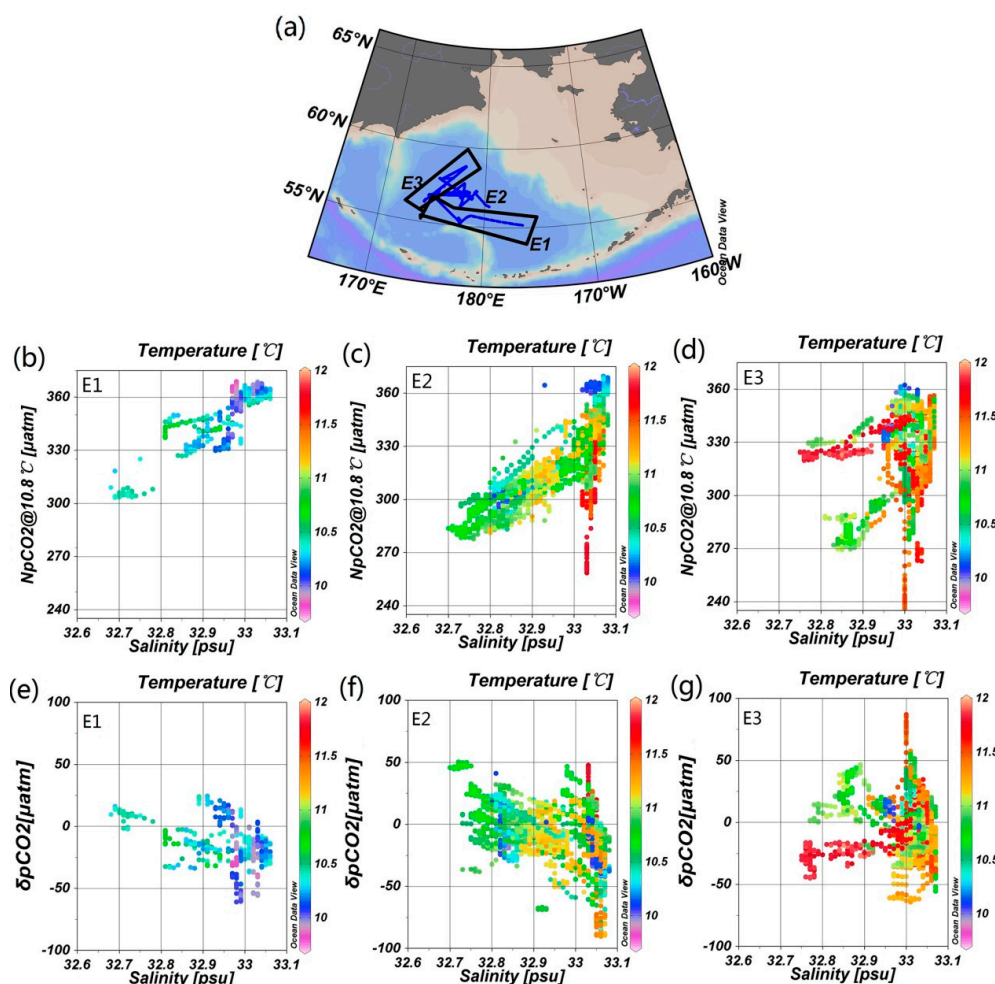 (a)
65°N
60°N
55°N
E3
E2
E1
170°E
180°E
170°W
160°W
Ocean Data View
(b)
Temperature [℃]
E1
NpCO2@10.8℃ [µatm]
360
330
300
270
240
32.6 32.7 32.8 32.9 33 33.1
Salinity [psu]
12
11.5
11
10.5
10
Ocean Data View
(c)
Temperature [℃]
E2
NpCO2@10.8℃ [µatm]
360
330
300
270
240
32.6 32.7 32.8 32.9 33 33.1
Salinity [psu]
12
11.5
11
10.5
10
Ocean Data View
(d)
Temperature [℃]
E3
NpCO2@10.8℃ [µatm]
360
330
300
270
240
32.6 32.7 32.8 32.9 33 33.1
Salinity [psu]
12
11.5
11
10.5
10
Ocean Data View
(e)
Temperature [℃]
E1
δpCO2[µatm]
100
50
0
-50
-100
32.6 32.7 32.8 32.9 33 33.1
Salinity [psu]
12
11.5
11
10.5
10
Ocean Data View
(f)
Temperature [℃]
E2
δpCO2[µatm]
100
50
0
-50
-100
32.6 32.7 32.8 32.9 33 33.1
Salinity [psu]
12
11.5
11
10.5
10
Ocean Data View
(g)
Temperature [℃]
E3
δpCO2[µatm]
100
50
0
-50
-100
32.6 32.7 32.8 32.9 33 33.1
Salinity [psu]
12
11.5
11
10.5
10
Ocean Data View